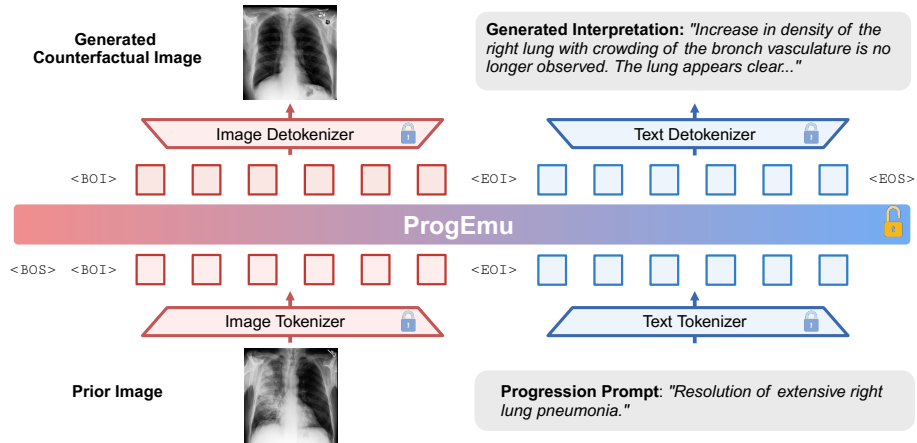 Generated
Counterfactual Image
Generated Interpretation: "Increase in density of the
right lung with crowding of the bronch vasculature is no
longer observed. The lung appears clear..."
Image Detokenizer
Text Detokenizer
<BOI>
<EOI>
<EOS>
ProgEmu
<BOS> <BOI>
<EOI>
Image Tokenizer
Text Tokenizer
Prior Image
Progression Prompt: "Resolution of extensive right
lung pneumonia."